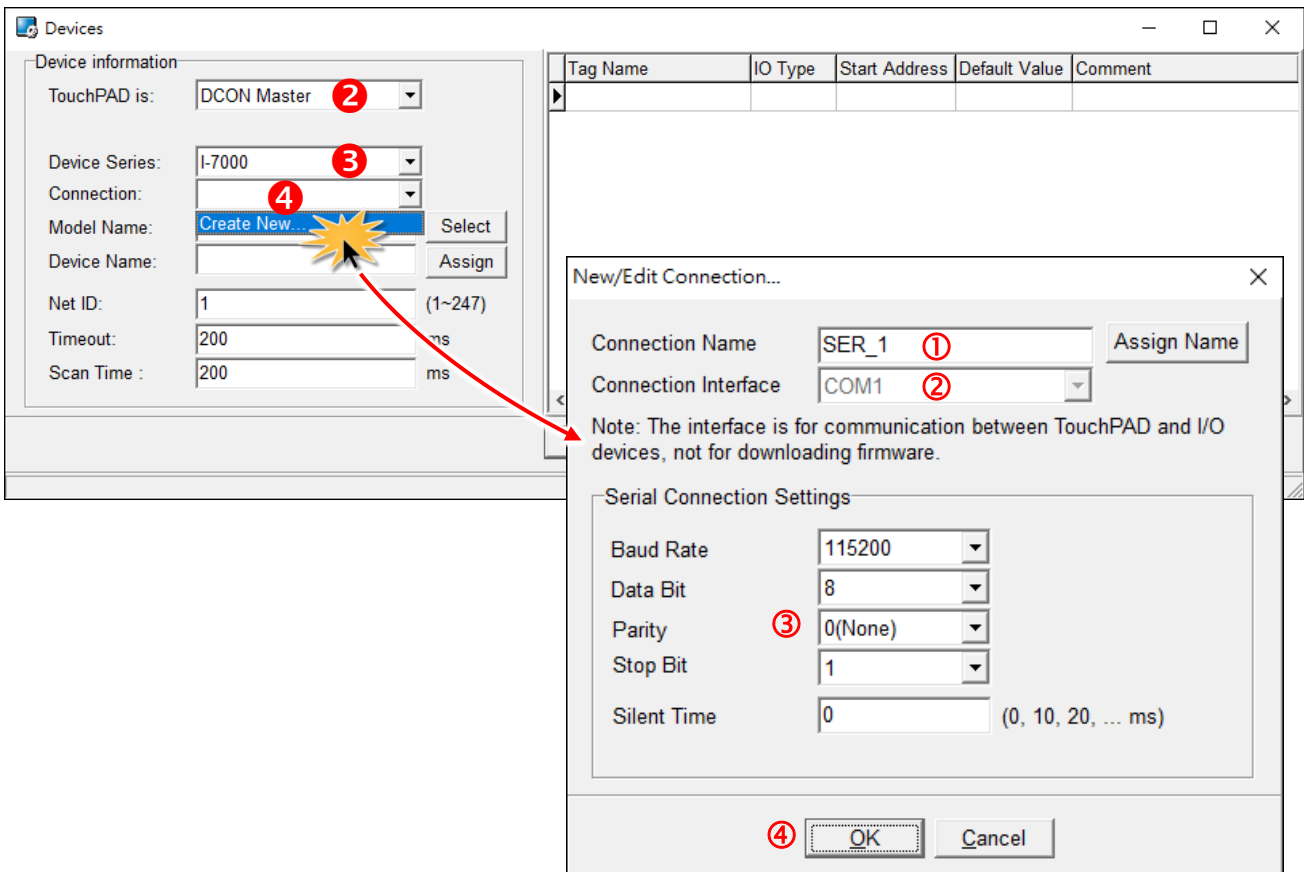 Devices
Device information
TouchPAD is: DCON Master ❷
Device Series: I-7000 ❸
Connection: ❹
Create New...
Model Name: Select
Device Name: Assign
Net ID: 1 (1~247)
Timeout: 200 ms
Scan Time : 200 ms
Tag Name IO Type Start Address Default Value Comment
New/Edit Connection...
Connection Name SER_1 ① Assign Name
Connection Interface COM1 ②
Note: The interface is for communication between TouchPAD and I/O
devices, not for downloading firmware.
Serial Connection Settings
Baud Rate 115200
Data Bit 8
Parity ③ 0(None)
Stop Bit 1
Silent Time 0 (0, 10, 20, ... ms)
④ OK Cancel